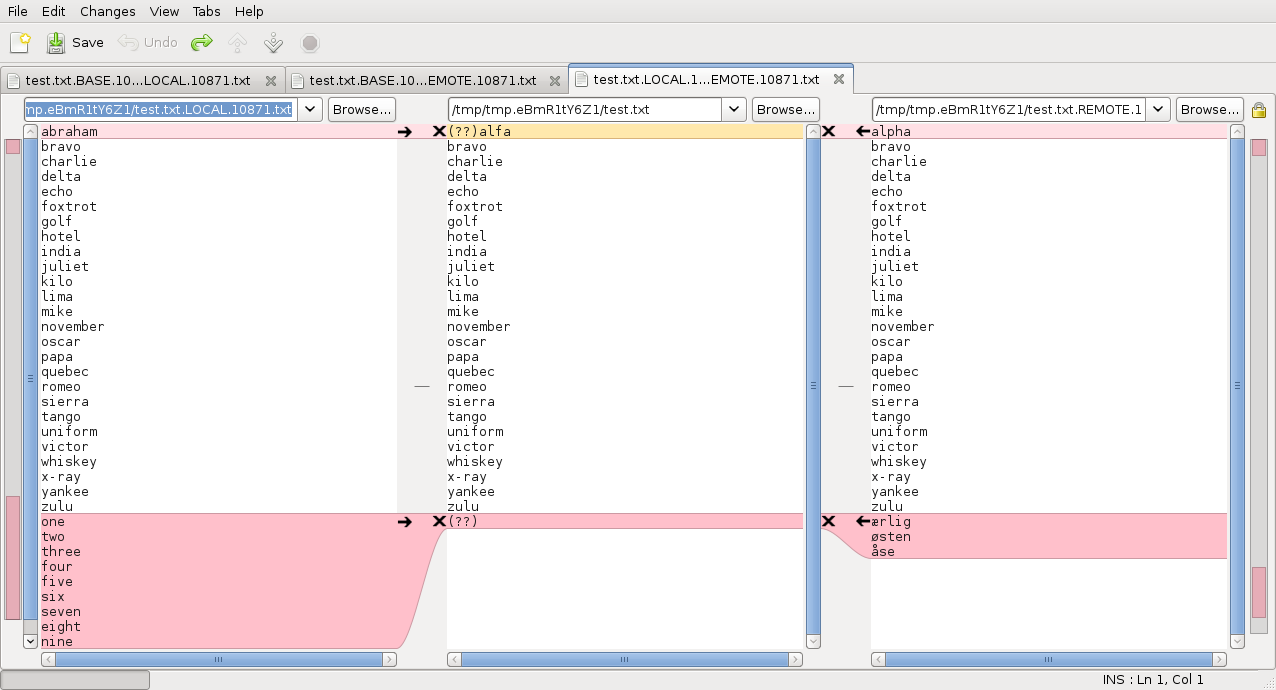 File Edit Changes View Tabs Help
Save Undo
test.txt.BASE.10...LOCAL.10871.txt test.txt.BASE.10...EMOTE.10871.txt test.txt.LOCAL.1...EMOTE.10871.txt
mp.eBmR1tY6Z1/test.txt.LOCAL.10871.txt Browse... /tmp/tmp.eBmR1tY6Z1/test.txt Browse... /tmp/tmp.eBmR1tY6Z1/test.txt.REMOTE.1 Browse...
abraham (??)alfa alpha
bravo bravo bravo
charlie charlie charlie
delta delta delta
echo echo echo
foxtrot foxtrot foxtrot
golf golf golf
hotel hotel hotel
india india india
juliet juliet juliet
kilo kilo kilo
lima lima lima
mike mike mike
november november november
oscar oscar oscar
papa papa papa
quebec quebec quebec
romeo romeo romeo
sierra sierra sierra
tango tango tango
uniform uniform uniform
victor victor victor
whiskey whiskey whiskey
x-ray x-ray x-ray
yankee yankee yankee
zulu zulu zulu
one (??) ærlig
two østen
three åse
four
five
six
seven
eight
nine
INS : Ln 1, Col 1